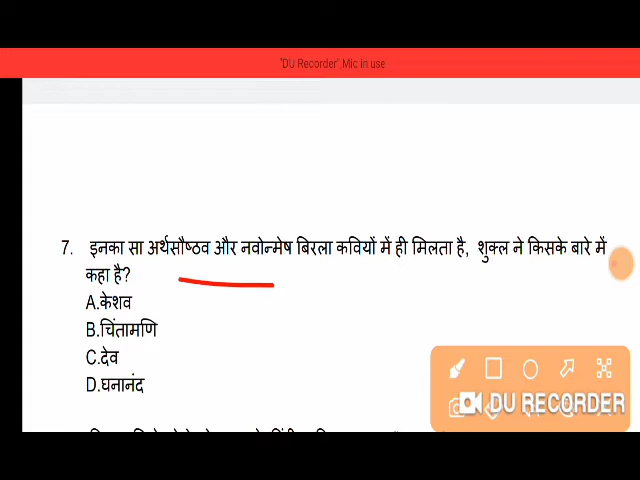 'DU Recorder',Mic in use
7. इनका सा अर्थसौष्ठव और नवोन्मेष बिरला कवियों में ही मिलता है, शुक्ल ने किसके बारे में
कहा है?
A.केशव
B.चिंतामणि
C.देव
D.घनानंद
DU RECORDER